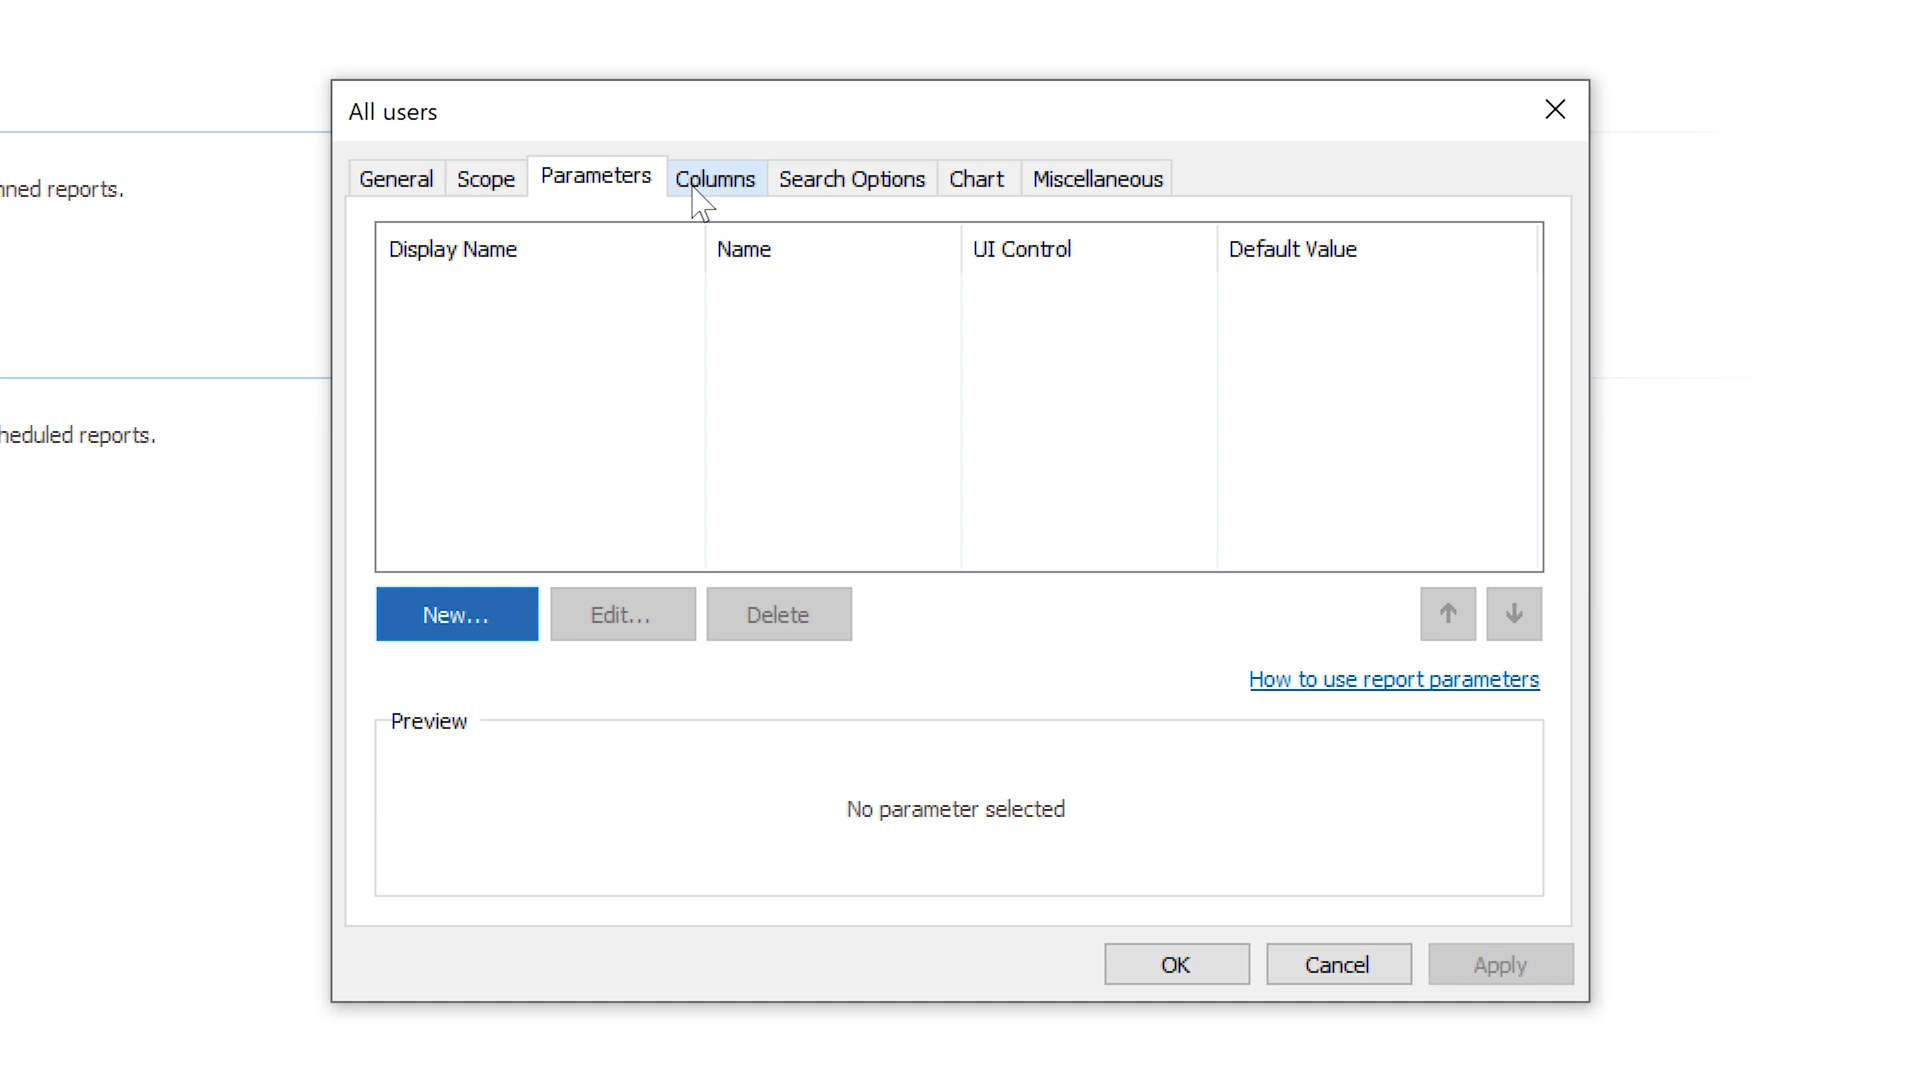 All users
General Scope Parameters Columns Search Options Chart Miscellaneous
nned reports.
Display Name Name UI Control Default Value
heduled reports.
New... Edit... Delete
How to use report parameters
Preview
No parameter selected
OK Cancel Apply